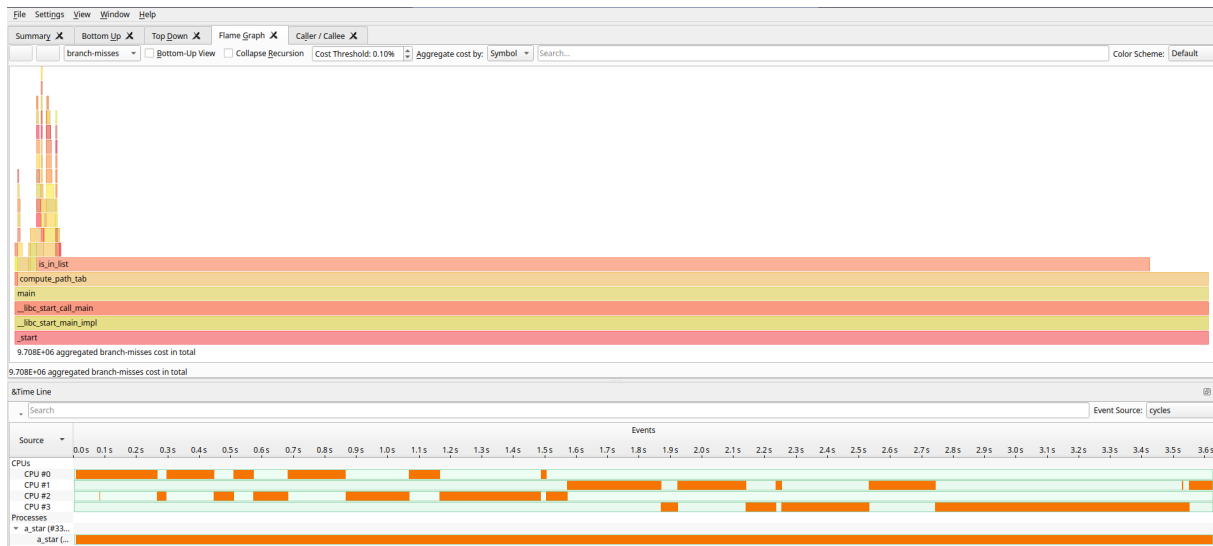 File Settings View Window Help
Summary Bottom Up Top Down Flame Graph Caller / Callee
branch-misses Bottom-Up View Collapse Recursion Cost Threshold: 0.10% Aggregate cost by: Symbol Search... Color Scheme: Default
is_in_list
compute_path_tab
main
__libc_start_call_main
__libc_start_main_impl
_start
9.708E+06 aggregated branch-misses cost in total
9.708E+06 aggregated branch-misses cost in total
&Time Line
Search Event Source: cycles
Source Events
0.0 s 0.1 s 0.2 s 0.3 s 0.4 s 0.5 s 0.6 s 0.7 s 0.8 s 0.9 s 1.0 s 1.1 s 1.2 s 1.3 s 1.4 s 1.5 s 1.6 s 1.7 s 1.8 s 1.9 s 2.0 s 2.1 s 2.2 s 2.3 s 2.4 s 2.5 s 2.6 s 2.7 s 2.8 s 2.9 s 3.0 s 3.1 s 3.2 s 3.3 s 3.4 s 3.5 s 3.6 s
CPUs
CPU #0
CPU #1
CPU #2
CPU #3
Processes
a_star (#33...
a_star (...